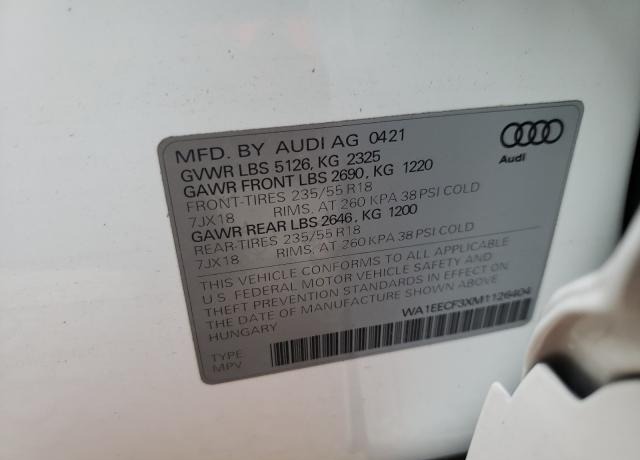 MFD. BY AUDI AG 0421
GVWR LBS 5126, KG 2325
GAWR FRONT LBS 2690, KG 1220
FRONT-TIRES 235/55 R18
7JX18 RIMS, AT 260 KPA 38 PSI COLD
GAWR REAR LBS 2646, KG 1200
REAR-TIRES 235/55 R18
7JX18 RIMS, AT 260 KPA 38 PSI COLD
THIS VEHICLE CONFORMS TO ALL APPLICABLE
U.S. FEDERAL MOTOR VEHICLE SAFETY AND
THEFT PREVENTION STANDARDS IN EFFECT ON
THE DATE OF MANUFACTURE SHOWN ABOVE
HUNGARY
WA1EECF3XM1126404
TYPE
MPV
Audi